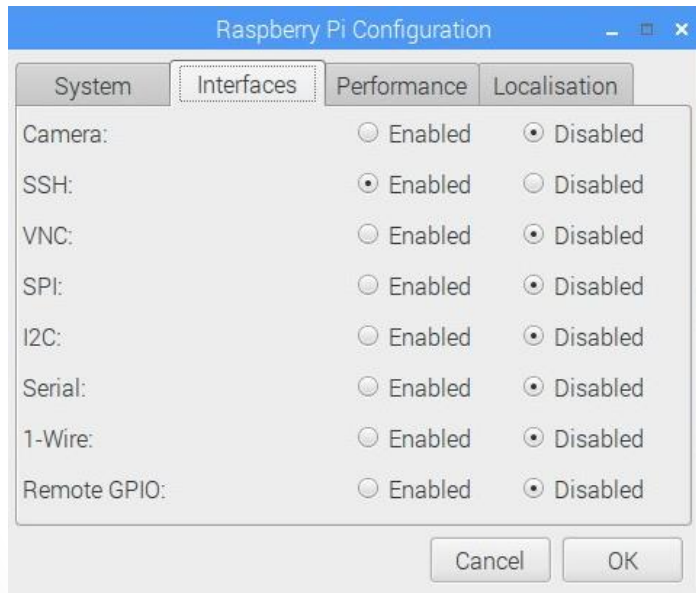 Raspberry Pi Configuration
System Interfaces Performance Localisation
Camera: Enabled Disabled
SSH: Enabled Disabled
VNC: Enabled Disabled
SPI: Enabled Disabled
I2C: Enabled Disabled
Serial: Enabled Disabled
1-Wire: Enabled Disabled
Remote GPIO: Enabled Disabled
Cancel OK